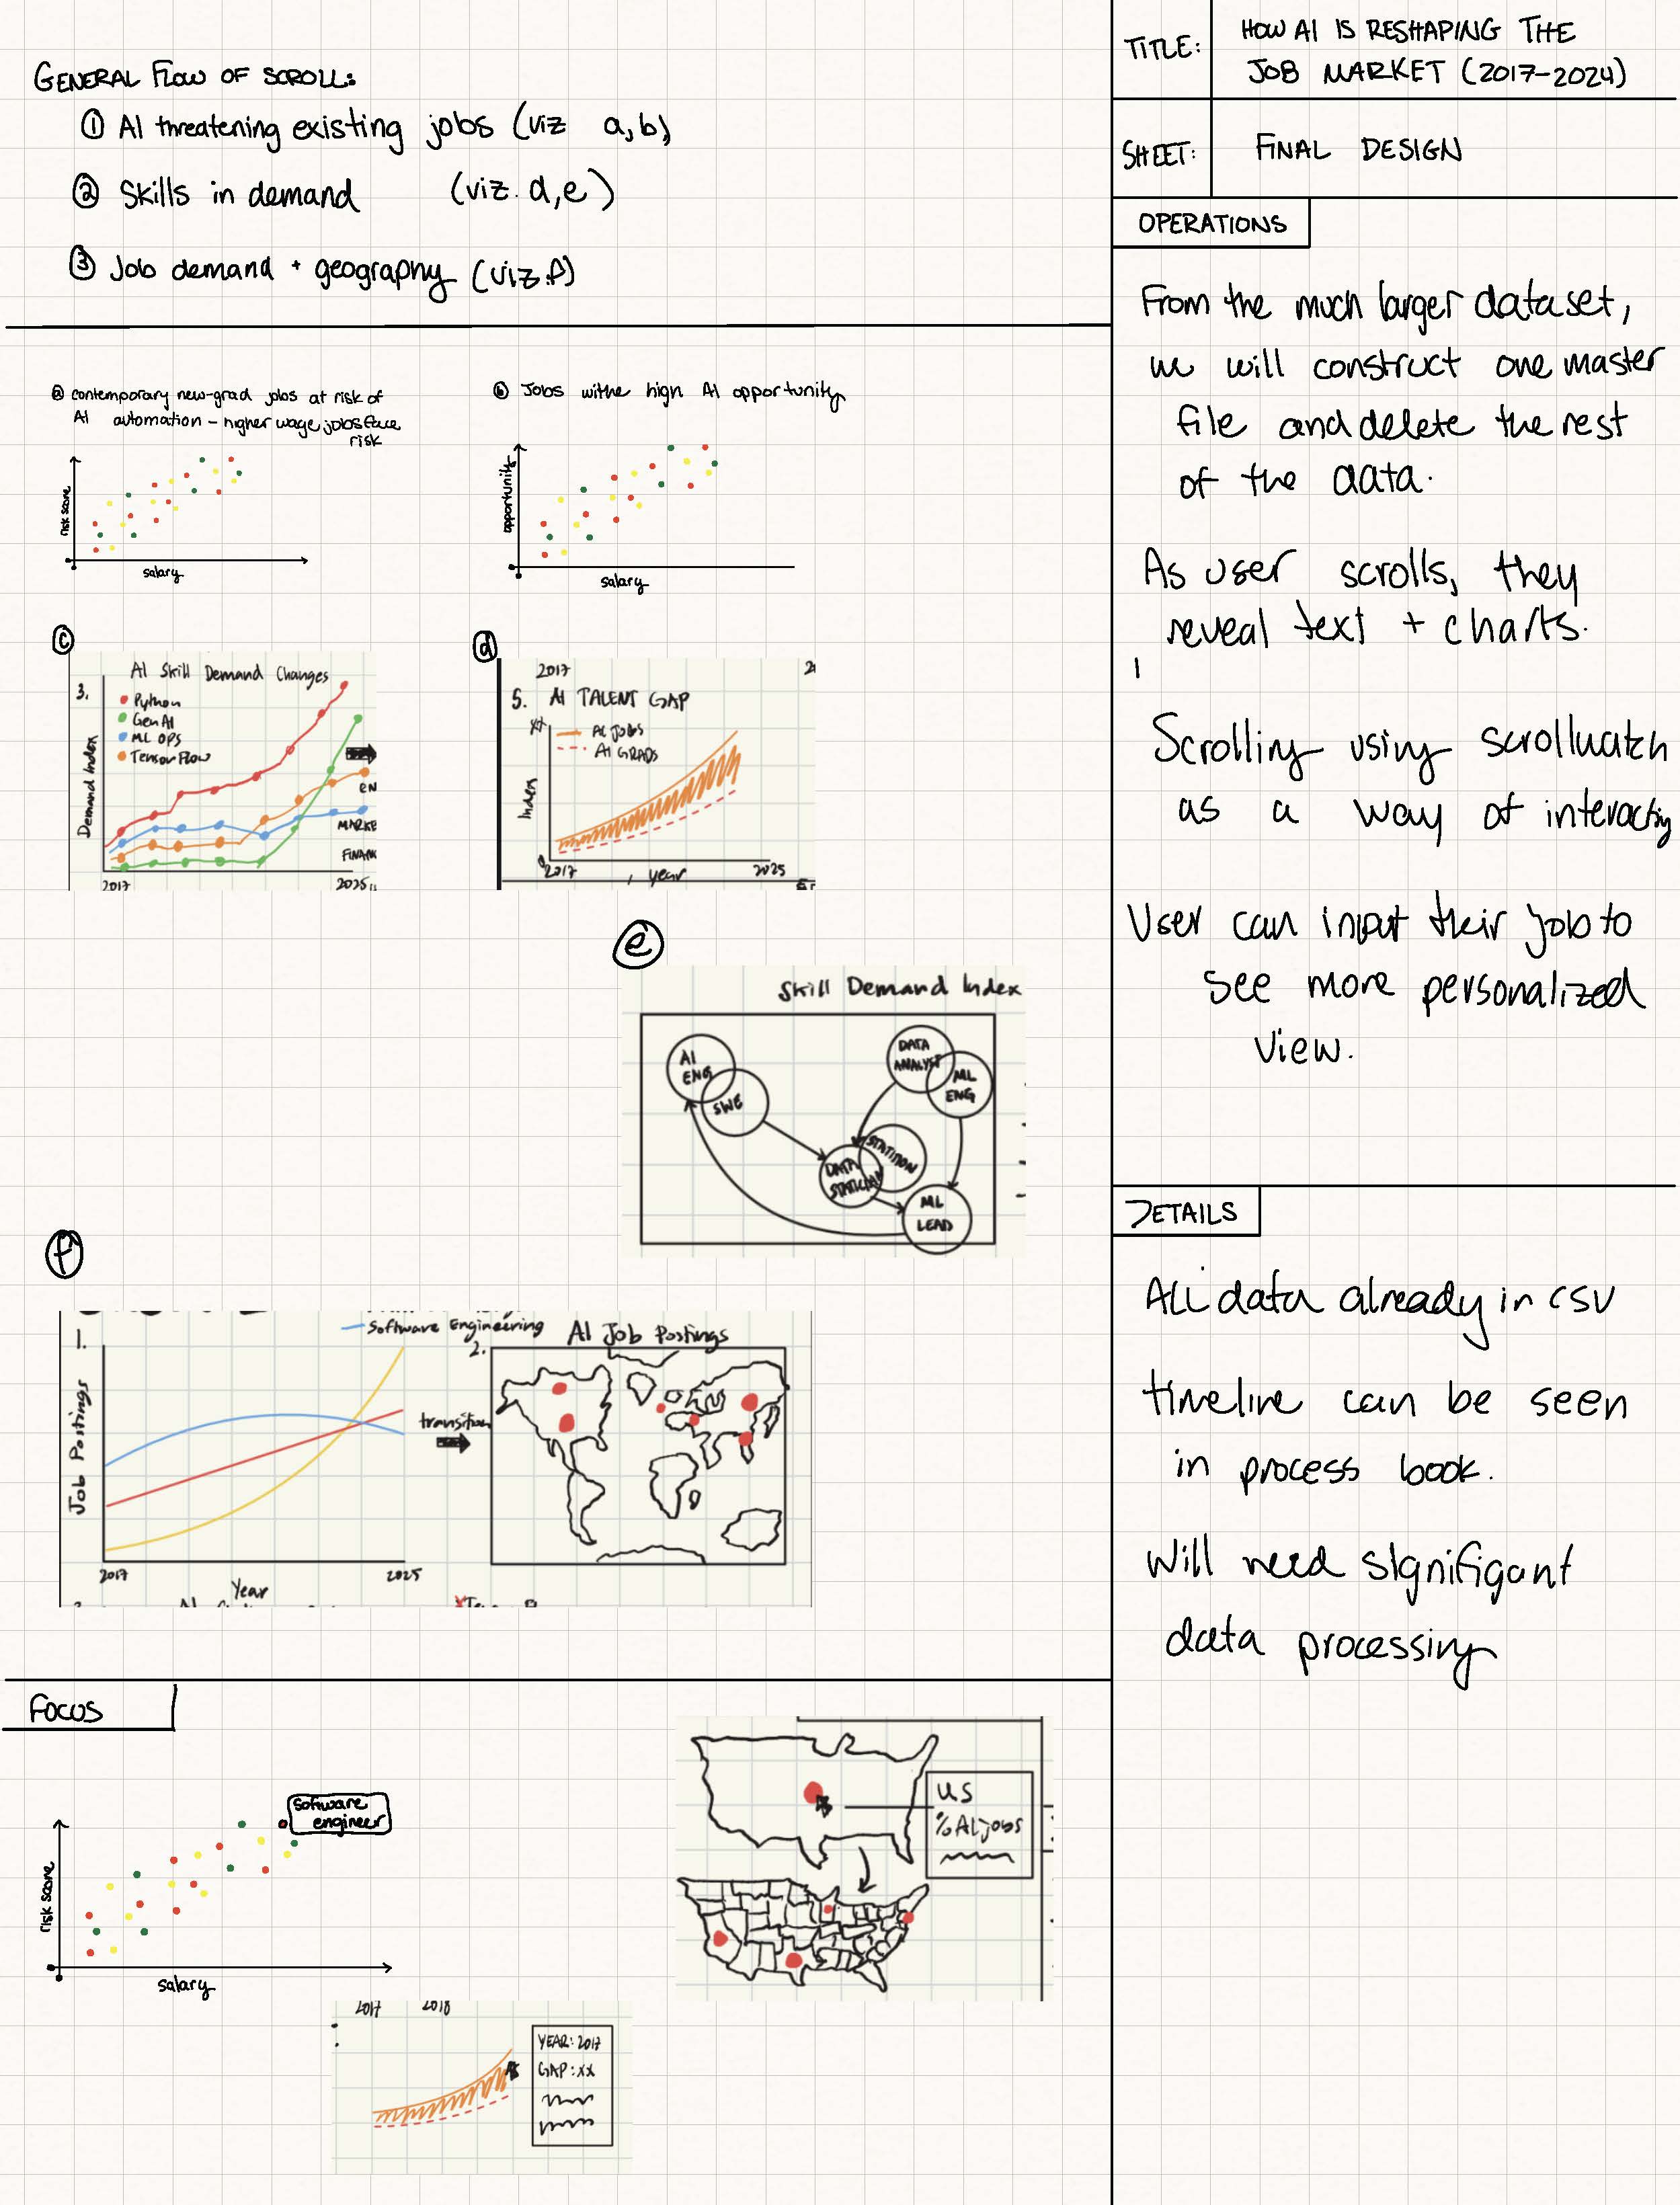 GENERAL FLOW OF SCROLL:
① AI threatening existing jobs (viz a,b)
② Skills in demand (viz. d,e)
③ Job demand + geography (viz.f)
ⓐ contemporary new-grad jobs at risk of
AI automation – higher wage jobs face
risk
risk score
salary
ⓑ Jobs withe high AI opportunity
opportunity
salary
ⓒ
3. AI Skill Demand Changes
Python
Gen AI
ML OPS
TensorFlow
Demand Index
EN
MARKE
FINAN
2017
2025
ⓓ
2017
2
5. AI TALENT GAP
AI JOBS
AI GRADS
Index
0
2017
year
2025
ⓔ
Skill Demand Index
AI
ENG
SWE
DATA
ANALYST
ML
ENG
DATA
ML
LEAD
ⓕ
1.
Software Engineering
Job Postings
2017
Year
2025
transition
2.
AI Job Postings
FOCUS
software
engineer
risk score
salary
US
% AI jobs
2017 2018
YEAR: 2017
GAP: XX
TITLE: HOW AI IS RESHAPING THE
JOB MARKET (2017-2024)
SHEET: FINAL DESIGN
OPERATIONS
From the much larger dataset,
we will construct one master
file and delete the rest
of the data.
As user scrolls, they
reveal text + charts.
Scrolling using scrollwatch
as a way of interacting
User can input their job to
see more personalized
view.
DETAILS
All data already in csv
timeline can be seen
in process book.
Will need signifigant
data processing